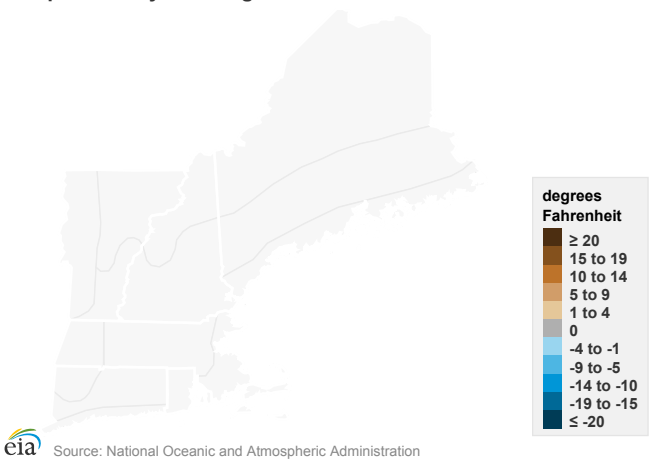 degrees
Fahrenheit
≥ 20
15 to 19
10 to 14
5 to 9
1 to 4
0
-4 to -1
-9 to -5
-14 to -10
-19 to -15
≤ -20
eia
Source: National Oceanic and Atmospheric Administration